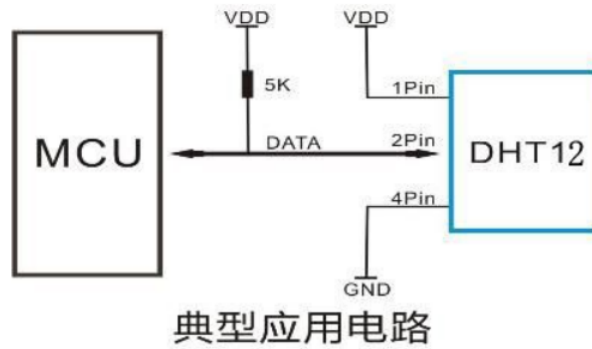 VDD
VDD
5K
1Pin
MCU
DATA
2Pin
DHT12
4Pin
GND
典型应用电路